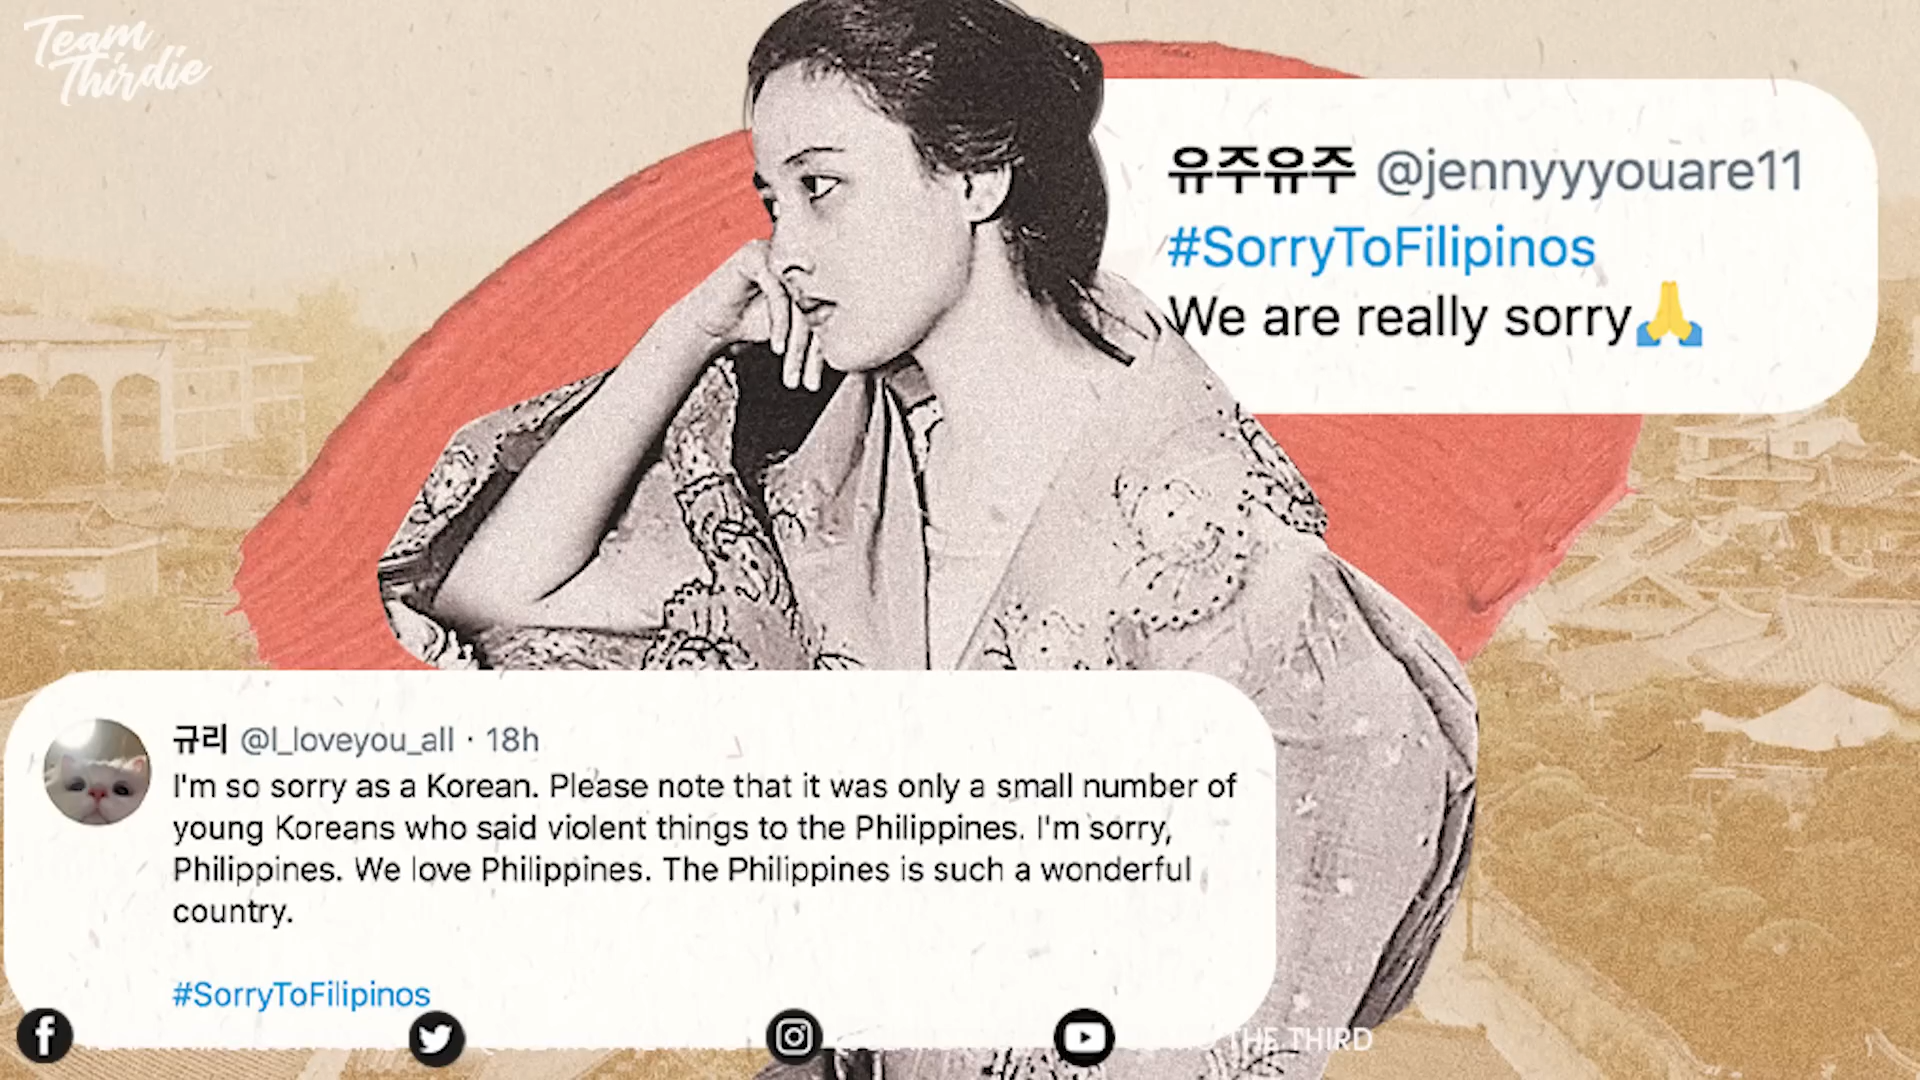 Team
Thirdie
유주유주 @jennyyyouare11
#SorryToFilipinos
We are really sorry🙏
규리 @l_loveyou_all · 18h
I'm so sorry as a Korean. Please note that it was only a small number of
young Koreans who said violent things to the Philippines. I'm sorry,
Philippines. We love Philippines. The Philippines is such a wonderful
country.
#SorryToFilipinos
THE THIRD